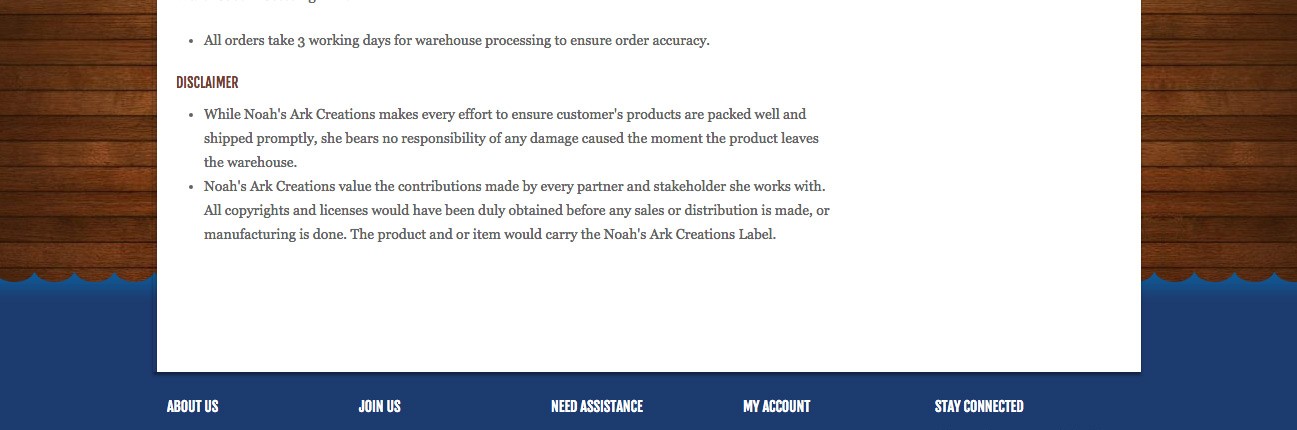 • All orders take 3 working days for warehouse processing to ensure order accuracy.
DISCLAIMER
• While Noah's Ark Creations makes every effort to ensure customer's products are packed well and
shipped promptly, she bears no responsibility of any damage caused the moment the product leaves
the warehouse.
• Noah's Ark Creations value the contributions made by every partner and stakeholder she works with.
All copyrights and licenses would have been duly obtained before any sales or distribution is made, or
manufacturing is done. The product and or item would carry the Noah's Ark Creations Label.
ABOUT US JOIN US NEED ASSISTANCE MY ACCOUNT STAY CONNECTED